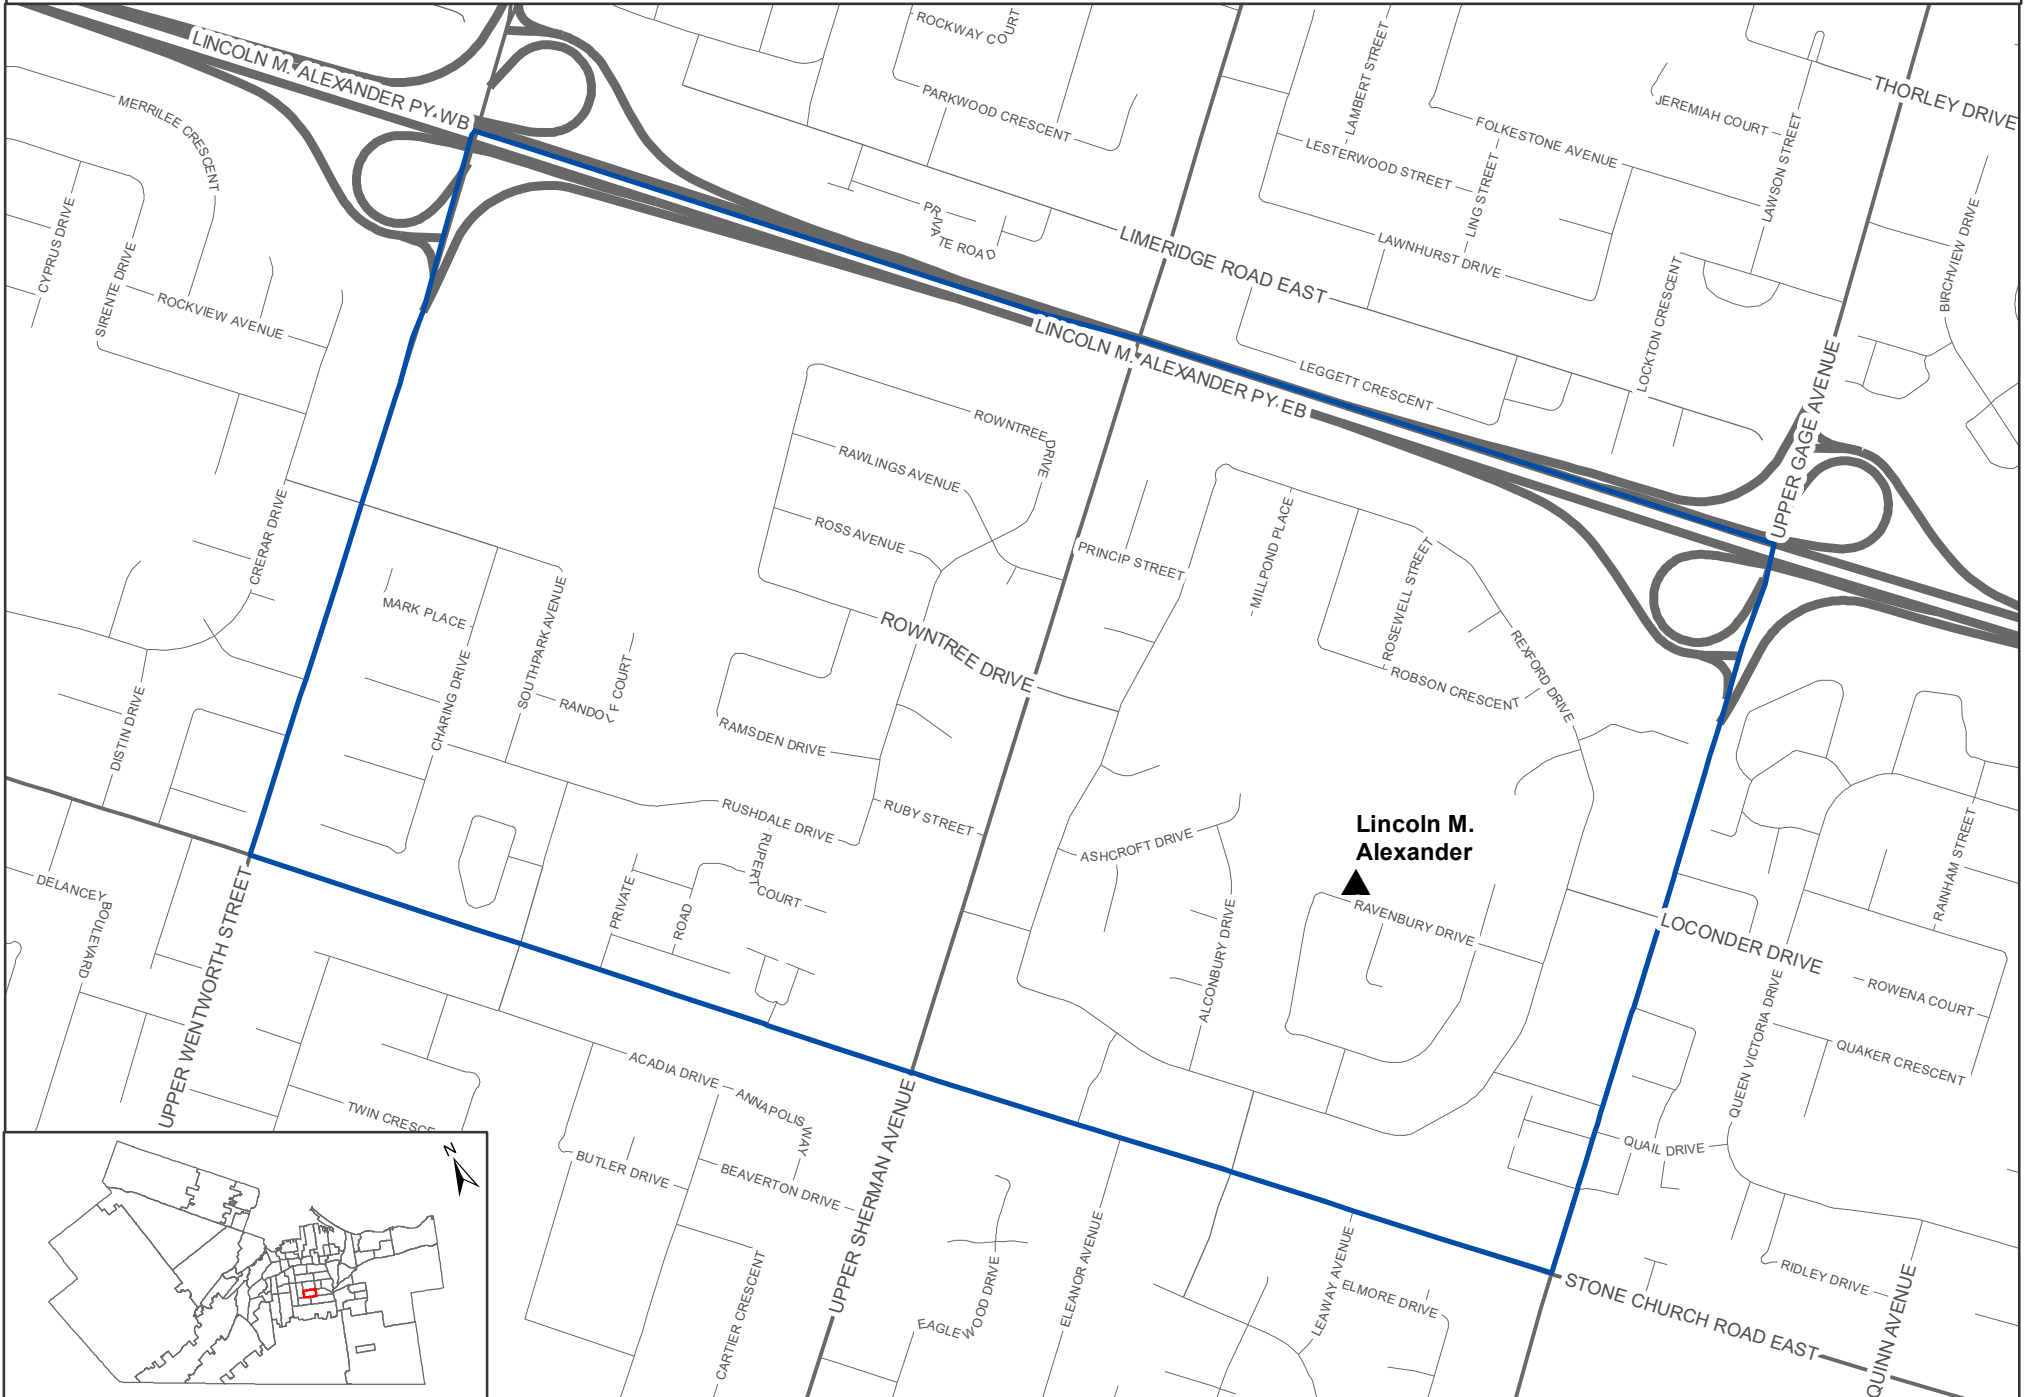 ROCKWAY COURT
LINCOLN M. ALEXANDER PY WB
LAMBERT STREET
THORLEY DRIVE
PARKWOOD CRESCENT
JEREMIAH COURT
MERRILEE CRESCENT
FOLKESTONE AVENUE
LESTERWOOD STREET
LING STREET
LAWSON STREET
CYPRUS DRIVE
SIRENTE DRIVE
PRIVATE ROAD
LIMERIDGE ROAD EAST
LAWNHURST DRIVE
BIRCHVIEW DRIVE
ROCKVIEW AVENUE
LOCKTON CRESCENT
LINCOLN M. ALEXANDER PY EB
LEGGETT CRESCENT
UPPER GAGE AVENUE
ROWNTREE DRIVE
RAWLINGS AVENUE
ROSS AVENUE
CRERAR DRIVE
PRINCIP STREET
MILLPOND PLACE
ROSEWELL STREET
MARK PLACE
SOUTHPARK AVENUE
ROWNTREE DRIVE
REXFORD DRIVE
ROBSON CRESCENT
CHARING DRIVE
RANDOLF COURT
DISTIN DRIVE
RAMSDEN DRIVE
RUSHDALE DRIVE
RUBY STREET
Lincoln M.
Alexander
ASHCROFT DRIVE
RUPERT COURT
RAINHAM STREET
DELANCEY BOULEVARD
PRIVATE ROAD
RAVENBURY DRIVE
LOCONDER DRIVE
ALCONBURY DRIVE
UPPER WENTWORTH STREET
ROWENA COURT
QUEEN VICTORIA DRIVE
QUAKER CRESCENT
ACADIA DRIVE
ANNAPOLIS WAY
TWIN CRESCE
QUAIL DRIVE
BUTLER DRIVE
BEAVERTON DRIVE
UPPER SHERMAN AVENUE
N
ELEANOR AVENUE
LEAWAY AVENUE
ELMORE DRIVE
STONE CHURCH ROAD EAST
RIDLEY DRIVE
QUINN AVENUE
EAGLEWOOD DRIVE
CARTIER CRESCENT